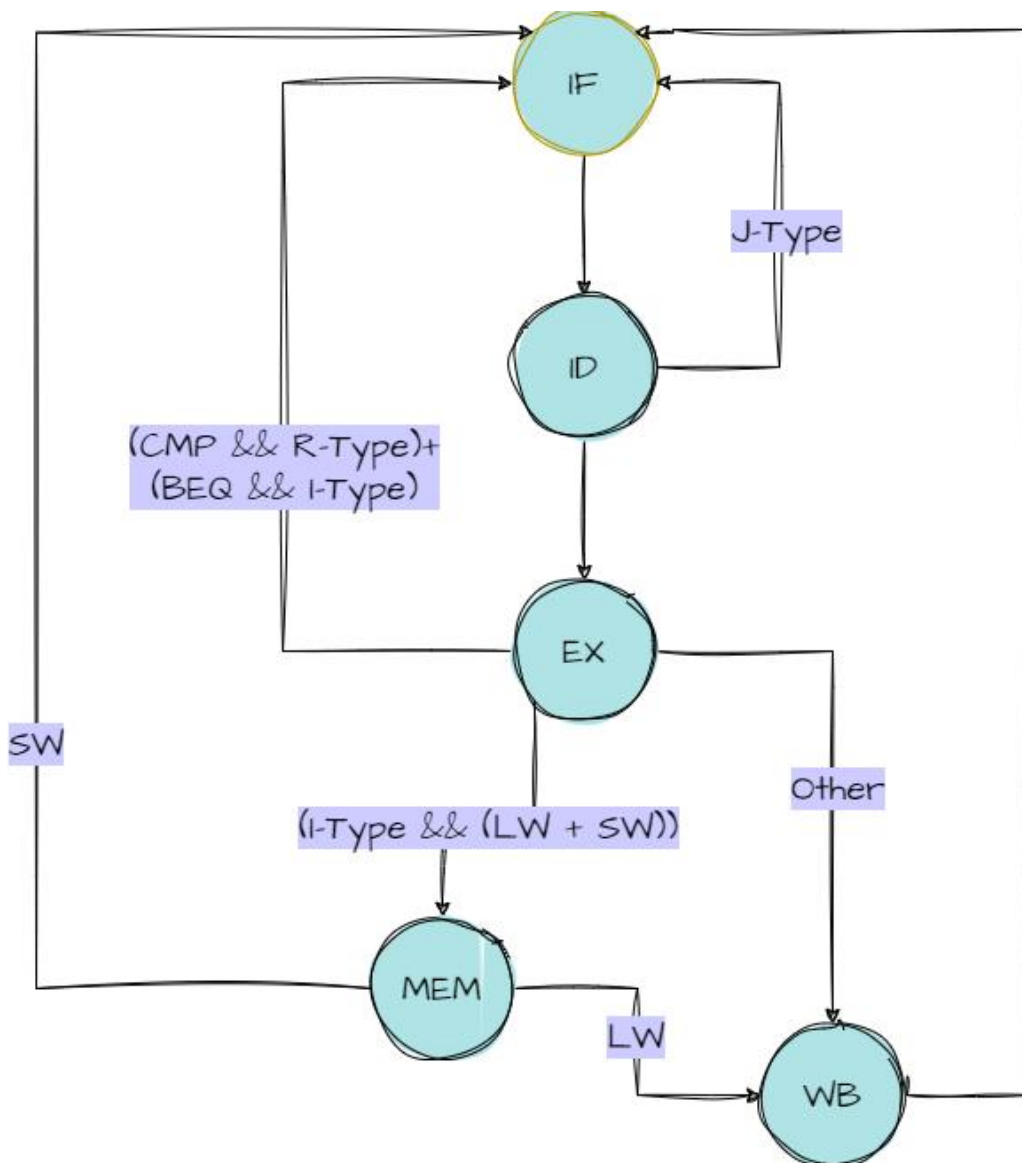 IF
J-Type
ID
(CMP && R-Type)+
(BEQ && I-Type)
EX
SW
Other
(I-Type && (LW + SW))
MEM
LW
WB